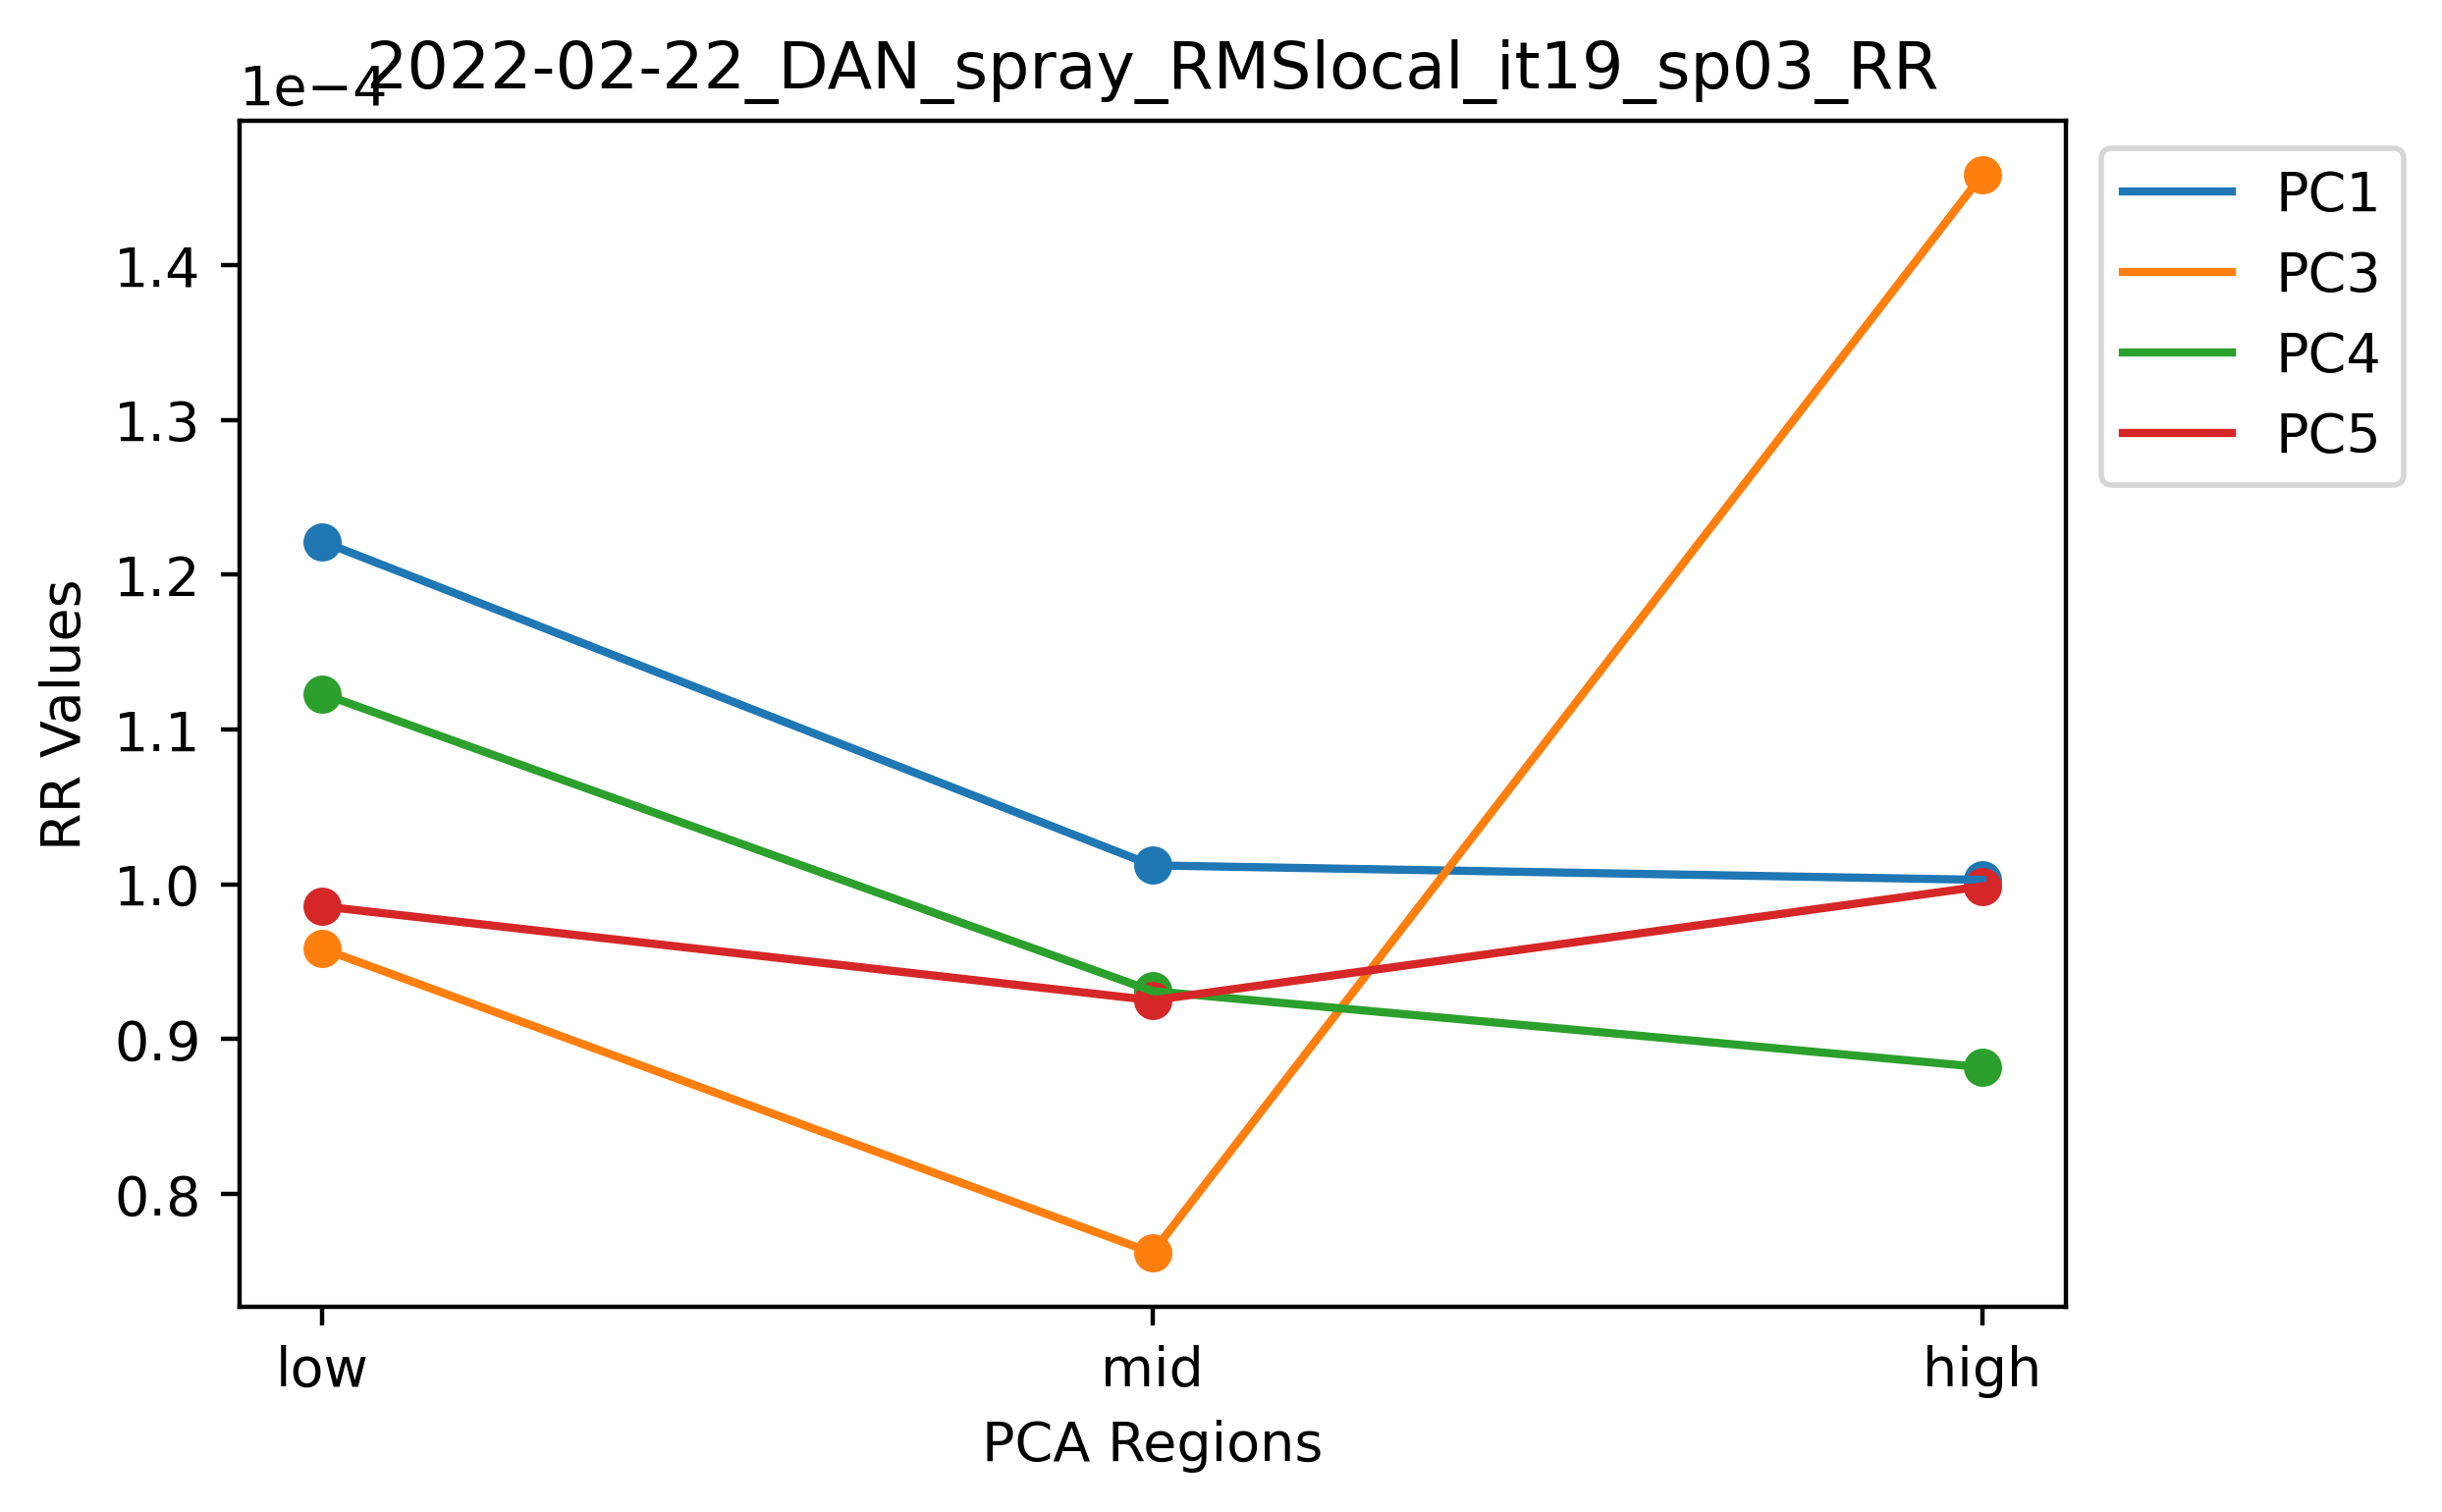 2022-02-22_DAN_spray_RMSlocal_it19_sp03_RR
1e−4
1.4
1.3
1.2
1.1
1.0
0.9
0.8
RR Values
low mid high
PCA Regions
PC1
PC3
PC4
PC5